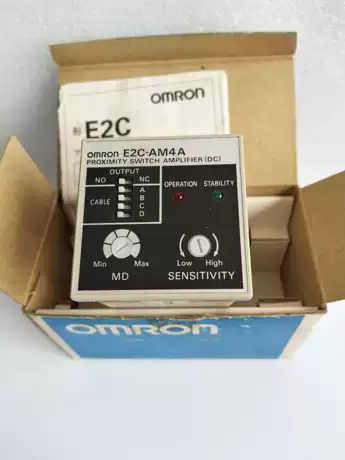 OMRON
E2C
OMRON E2C-AM4A
PROXIMITY SWITCH AMPLIFIER (DC)
OUTPUT
NO NC
OPERATION STABILITY
CABLE
A
B
C
D
Min Max
MD
Low High
SENSITIVITY
OMRON